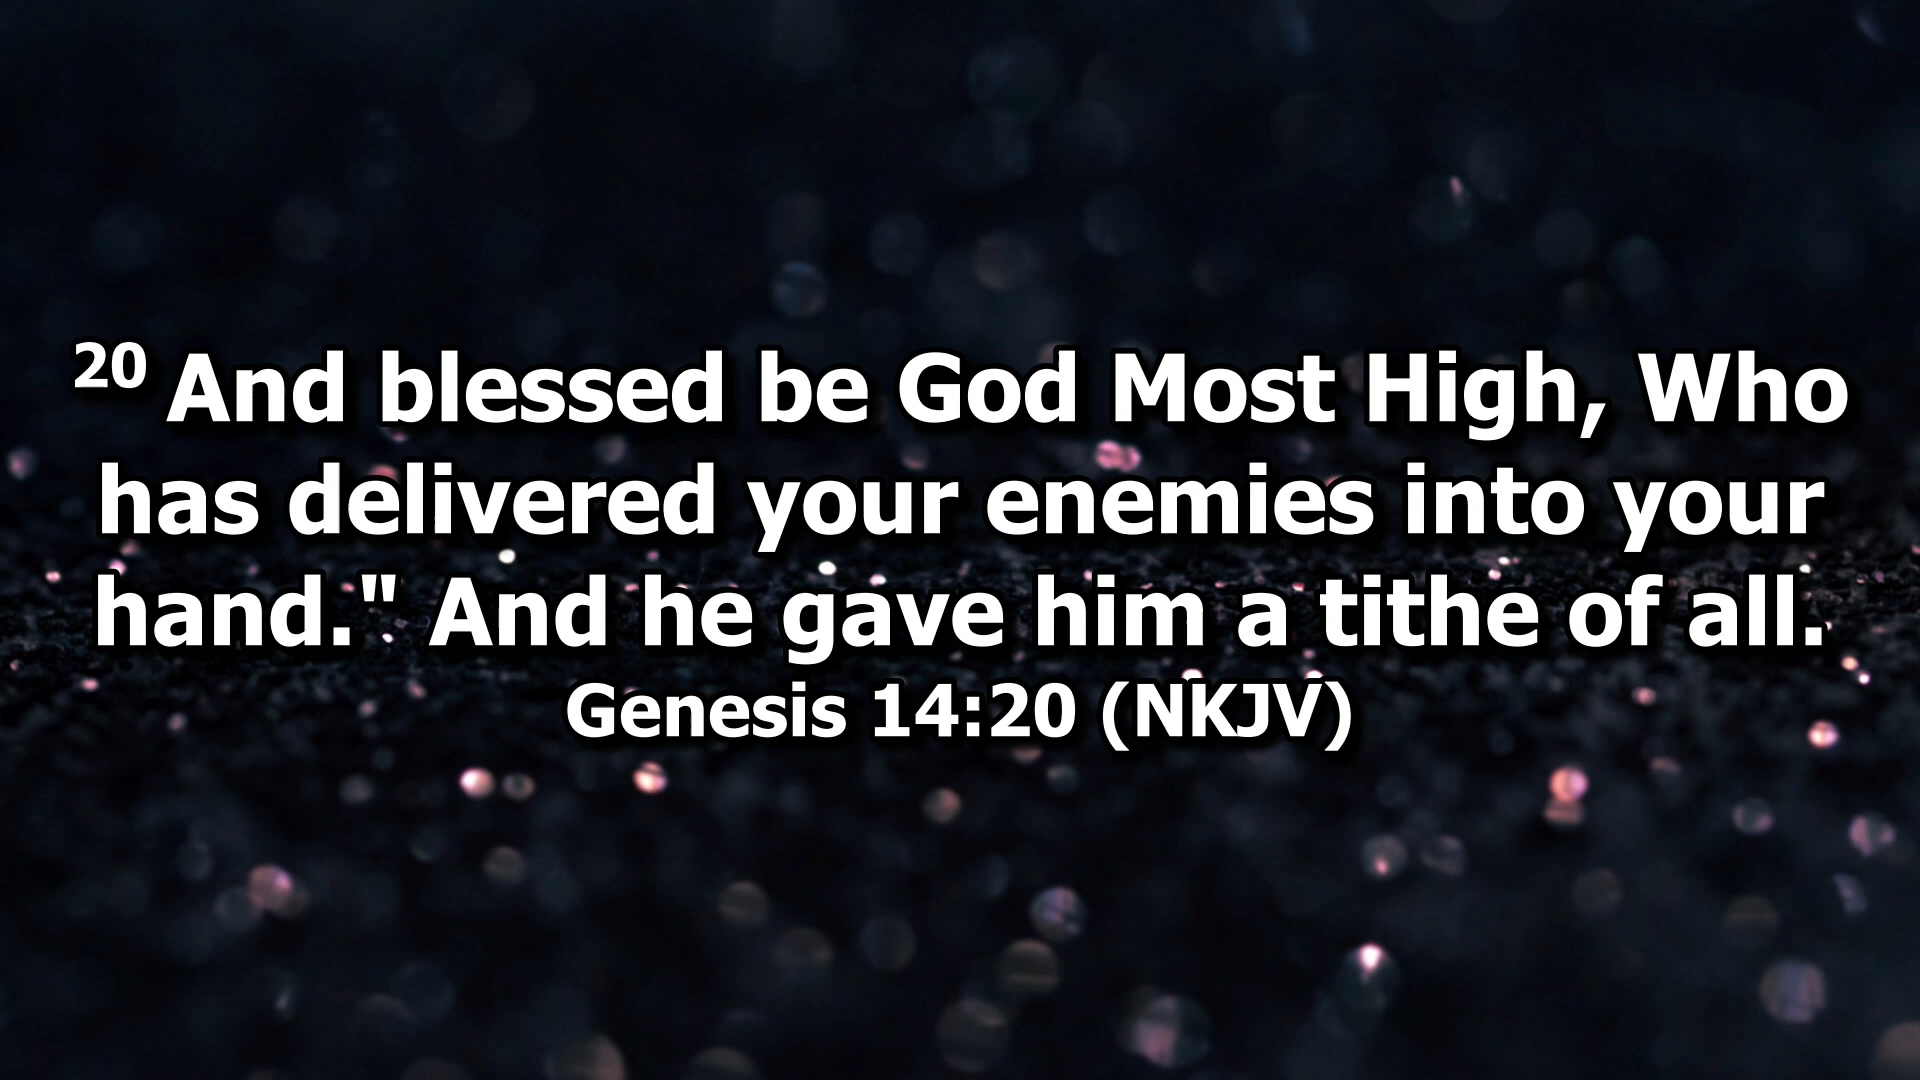 20 And blessed be God Most High, Who
has delivered your enemies into your
hand." And he gave him a tithe of all.
Genesis 14:20 (NKJV)